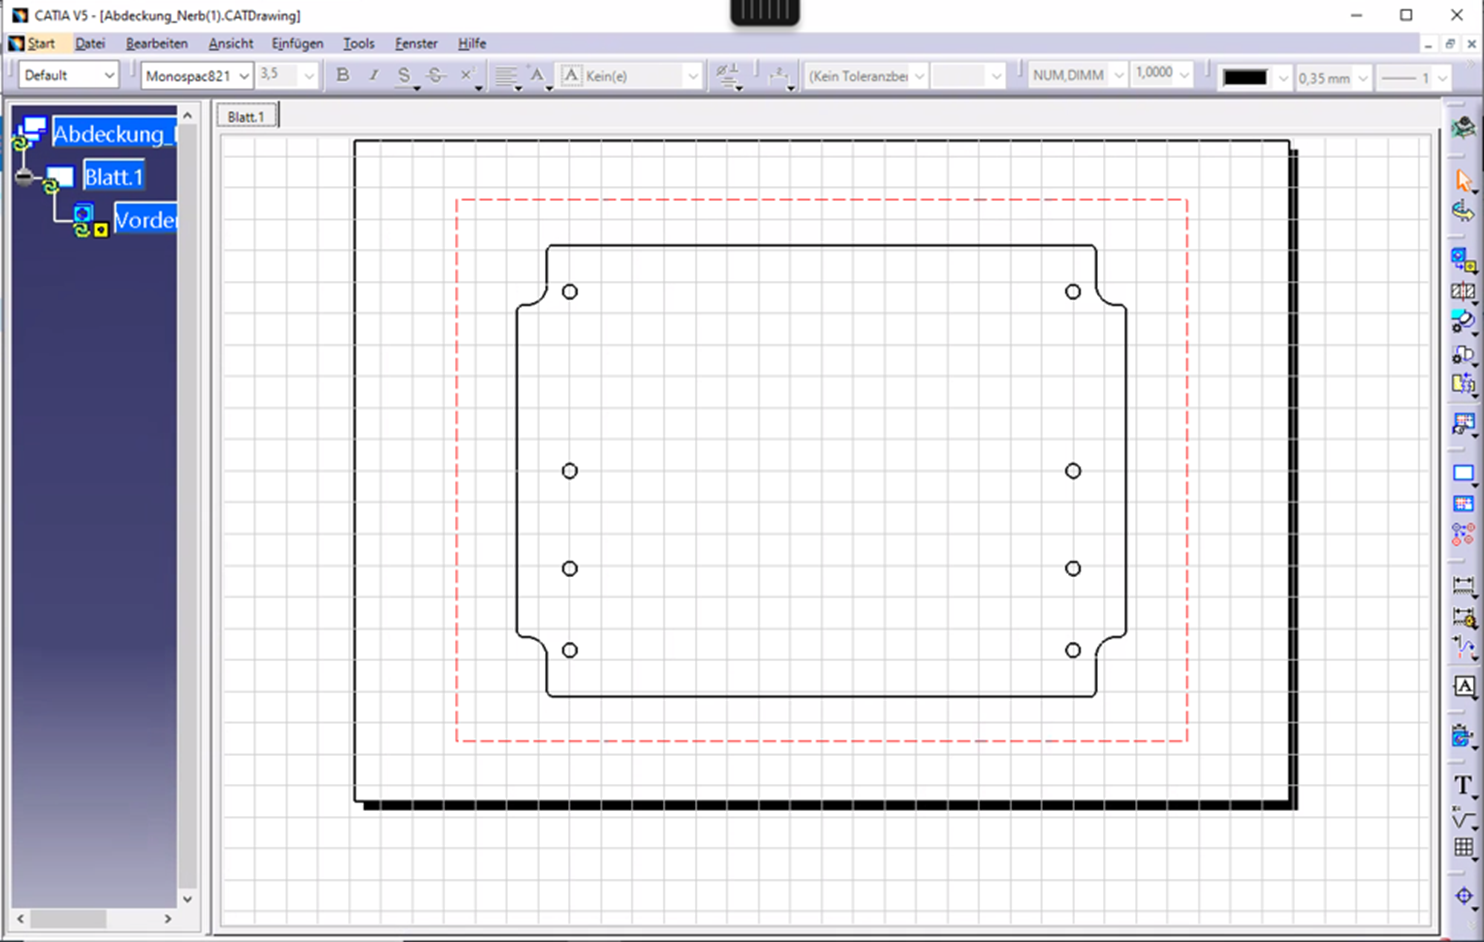 CATIA V5 - [Abdeckung_Nerb(1).CATDrawing]
Start Datei Bearbeiten Ansicht Einfügen Tools Fenster Hilfe
Default Monospac821 3,5 B I S S Kein(e) (Kein Toleranzber NUM,DIMM 1,0000 0,35 mm 1
Blatt.1
Abdeckung_
Blatt.1
Vorder